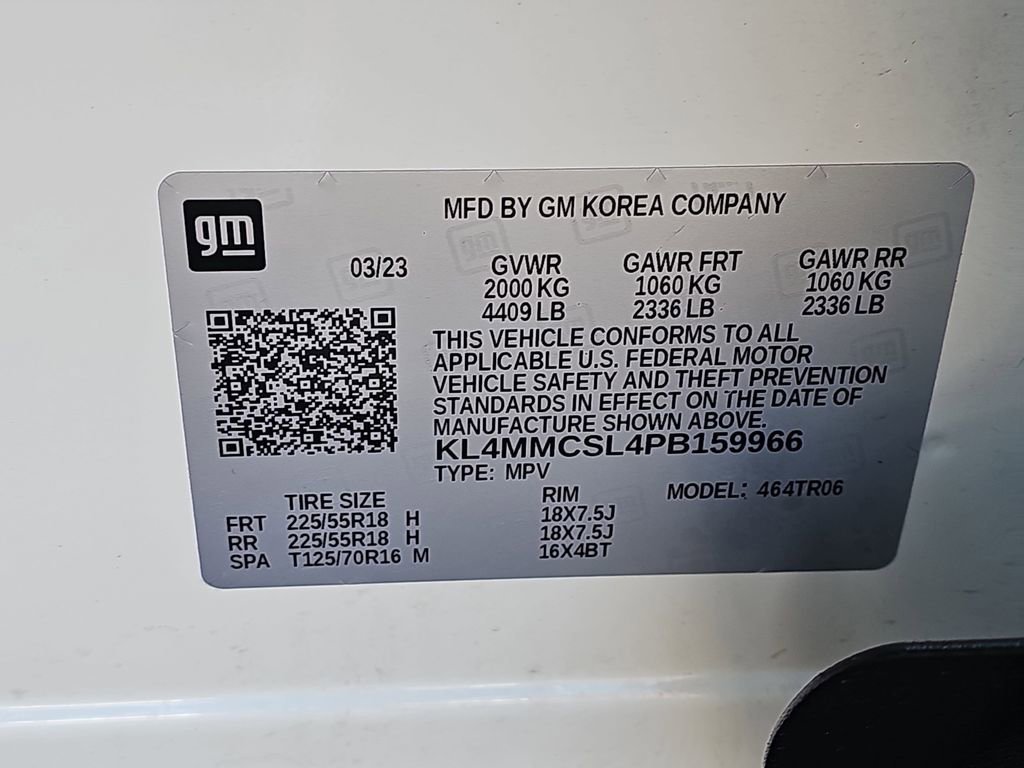 gm
MFD BY GM KOREA COMPANY
03/23
GVWR GAWR FRT GAWR RR
2000 KG 1060 KG 1060 KG
4409 LB 2336 LB 2336 LB
THIS VEHICLE CONFORMS TO ALL
APPLICABLE U.S. FEDERAL MOTOR
VEHICLE SAFETY AND THEFT PREVENTION
STANDARDS IN EFFECT ON THE DATE OF
MANUFACTURE SHOWN ABOVE.
KL4MMCSL4PB159966
TYPE: MPV
MODEL: 464TR06
TIRE SIZE RIM
FRT 225/55R18 H 18X7.5J
RR 225/55R18 H 18X7.5J
SPA T125/70R16 M 16X4BT